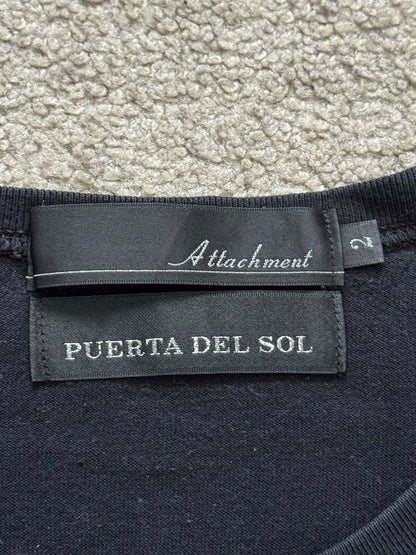 Attachment
2
PUERTA DEL SOL